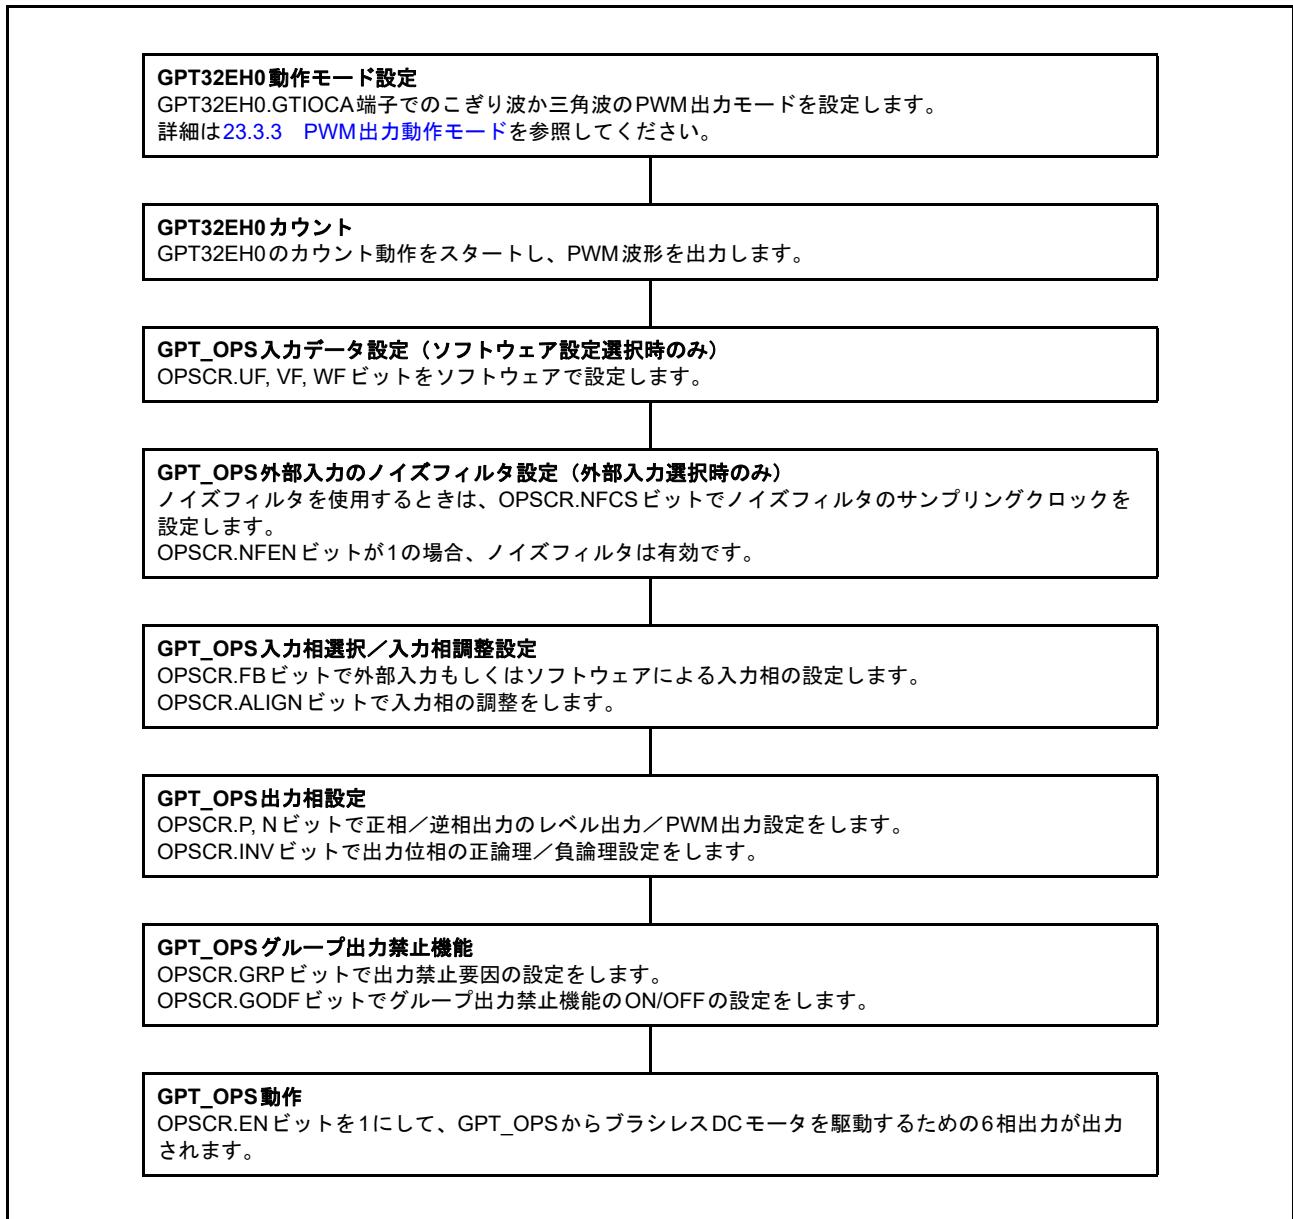 GPT32EH0動作モード設定
GPT32EH0.GTIOCA端子でのこぎり波か三角波のPWM出力モードを設定します。
詳細は23.3.3　PWM出力動作モードを参照してください。
GPT32EH0カウント
GPT32EH0のカウント動作をスタートし、PWM波形を出力します。
GPT_OPS入力データ設定（ソフトウェア設定選択時のみ）
OPSCR.UF, VF, WFビットをソフトウェアで設定します。
GPT_OPS外部入力のノイズフィルタ設定（外部入力選択時のみ）
ノイズフィルタを使用するときは、OPSCR.NFCSビットでノイズフィルタのサンプリングクロックを
設定します。
OPSCR.NFENビットが1の場合、ノイズフィルタは有効です。
GPT_OPS入力相選択／入力相調整設定
OPSCR.FBビットで外部入力もしくはソフトウェアによる入力相の設定します。
OPSCR.ALIGNビットで入力相の調整をします。
GPT_OPS出力相設定
OPSCR.P, Nビットで正相／逆相出力のレベル出力／PWM出力設定をします。
OPSCR.INVビットで出力位相の正論理／負論理設定をします。
GPT_OPSグループ出力禁止機能
OPSCR.GRPビットで出力禁止要因の設定をします。
OPSCR.GODFビットでグループ出力禁止機能のON/OFFの設定をします。
GPT_OPS動作
OPSCR.ENビットを1にして、GPT_OPSからブラシレスDCモータを駆動するための6相出力が出力
されます。